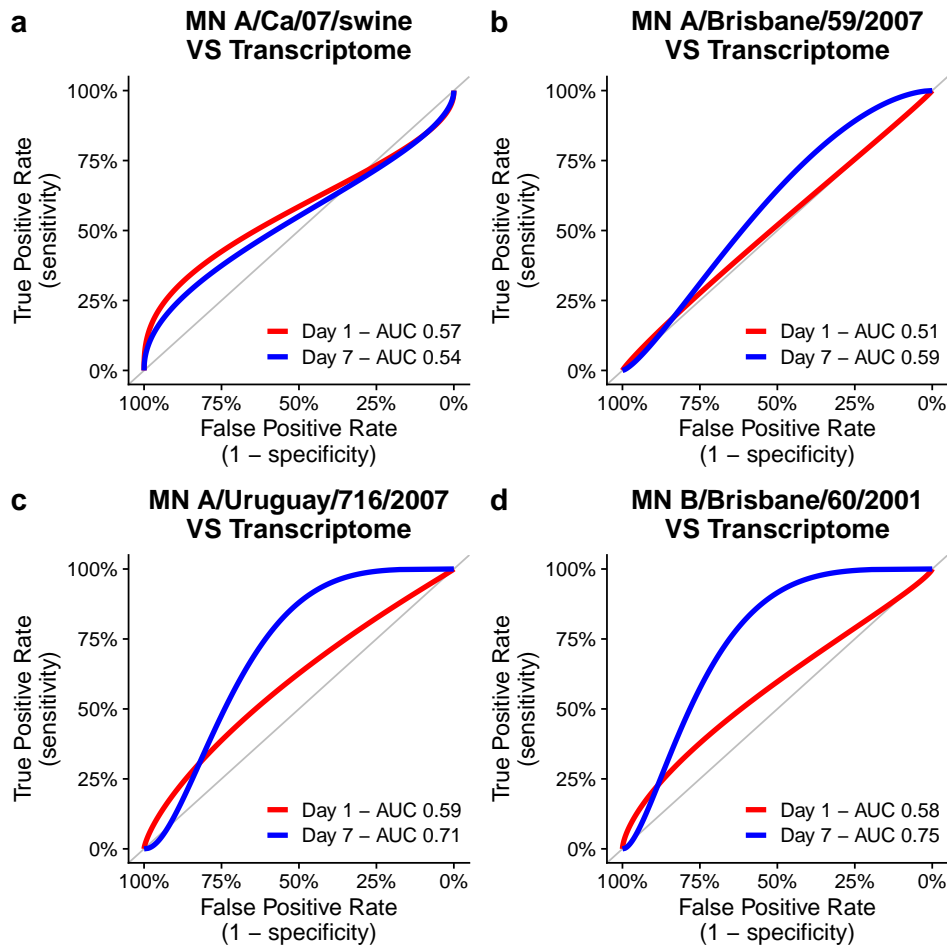 a
MN A/Ca/07/swine
VS Transcriptome
True Positive Rate
(sensitivity)
100%
75%
50%
25%
0%
Day 1 − AUC 0.57
Day 7 − AUC 0.54
100%
75%
50%
25%
0%
False Positive Rate
(1 − specificity)
b
MN A/Brisbane/59/2007
VS Transcriptome
True Positive Rate
(sensitivity)
100%
75%
50%
25%
0%
Day 1 − AUC 0.51
Day 7 − AUC 0.59
100%
75%
50%
25%
0%
False Positive Rate
(1 − specificity)
c
MN A/Uruguay/716/2007
VS Transcriptome
True Positive Rate
(sensitivity)
100%
75%
50%
25%
0%
Day 1 − AUC 0.59
Day 7 − AUC 0.71
100%
75%
50%
25%
0%
False Positive Rate
(1 − specificity)
d
MN B/Brisbane/60/2001
VS Transcriptome
True Positive Rate
(sensitivity)
100%
75%
50%
25%
0%
Day 1 − AUC 0.58
Day 7 − AUC 0.75
100%
75%
50%
25%
0%
False Positive Rate
(1 − specificity)